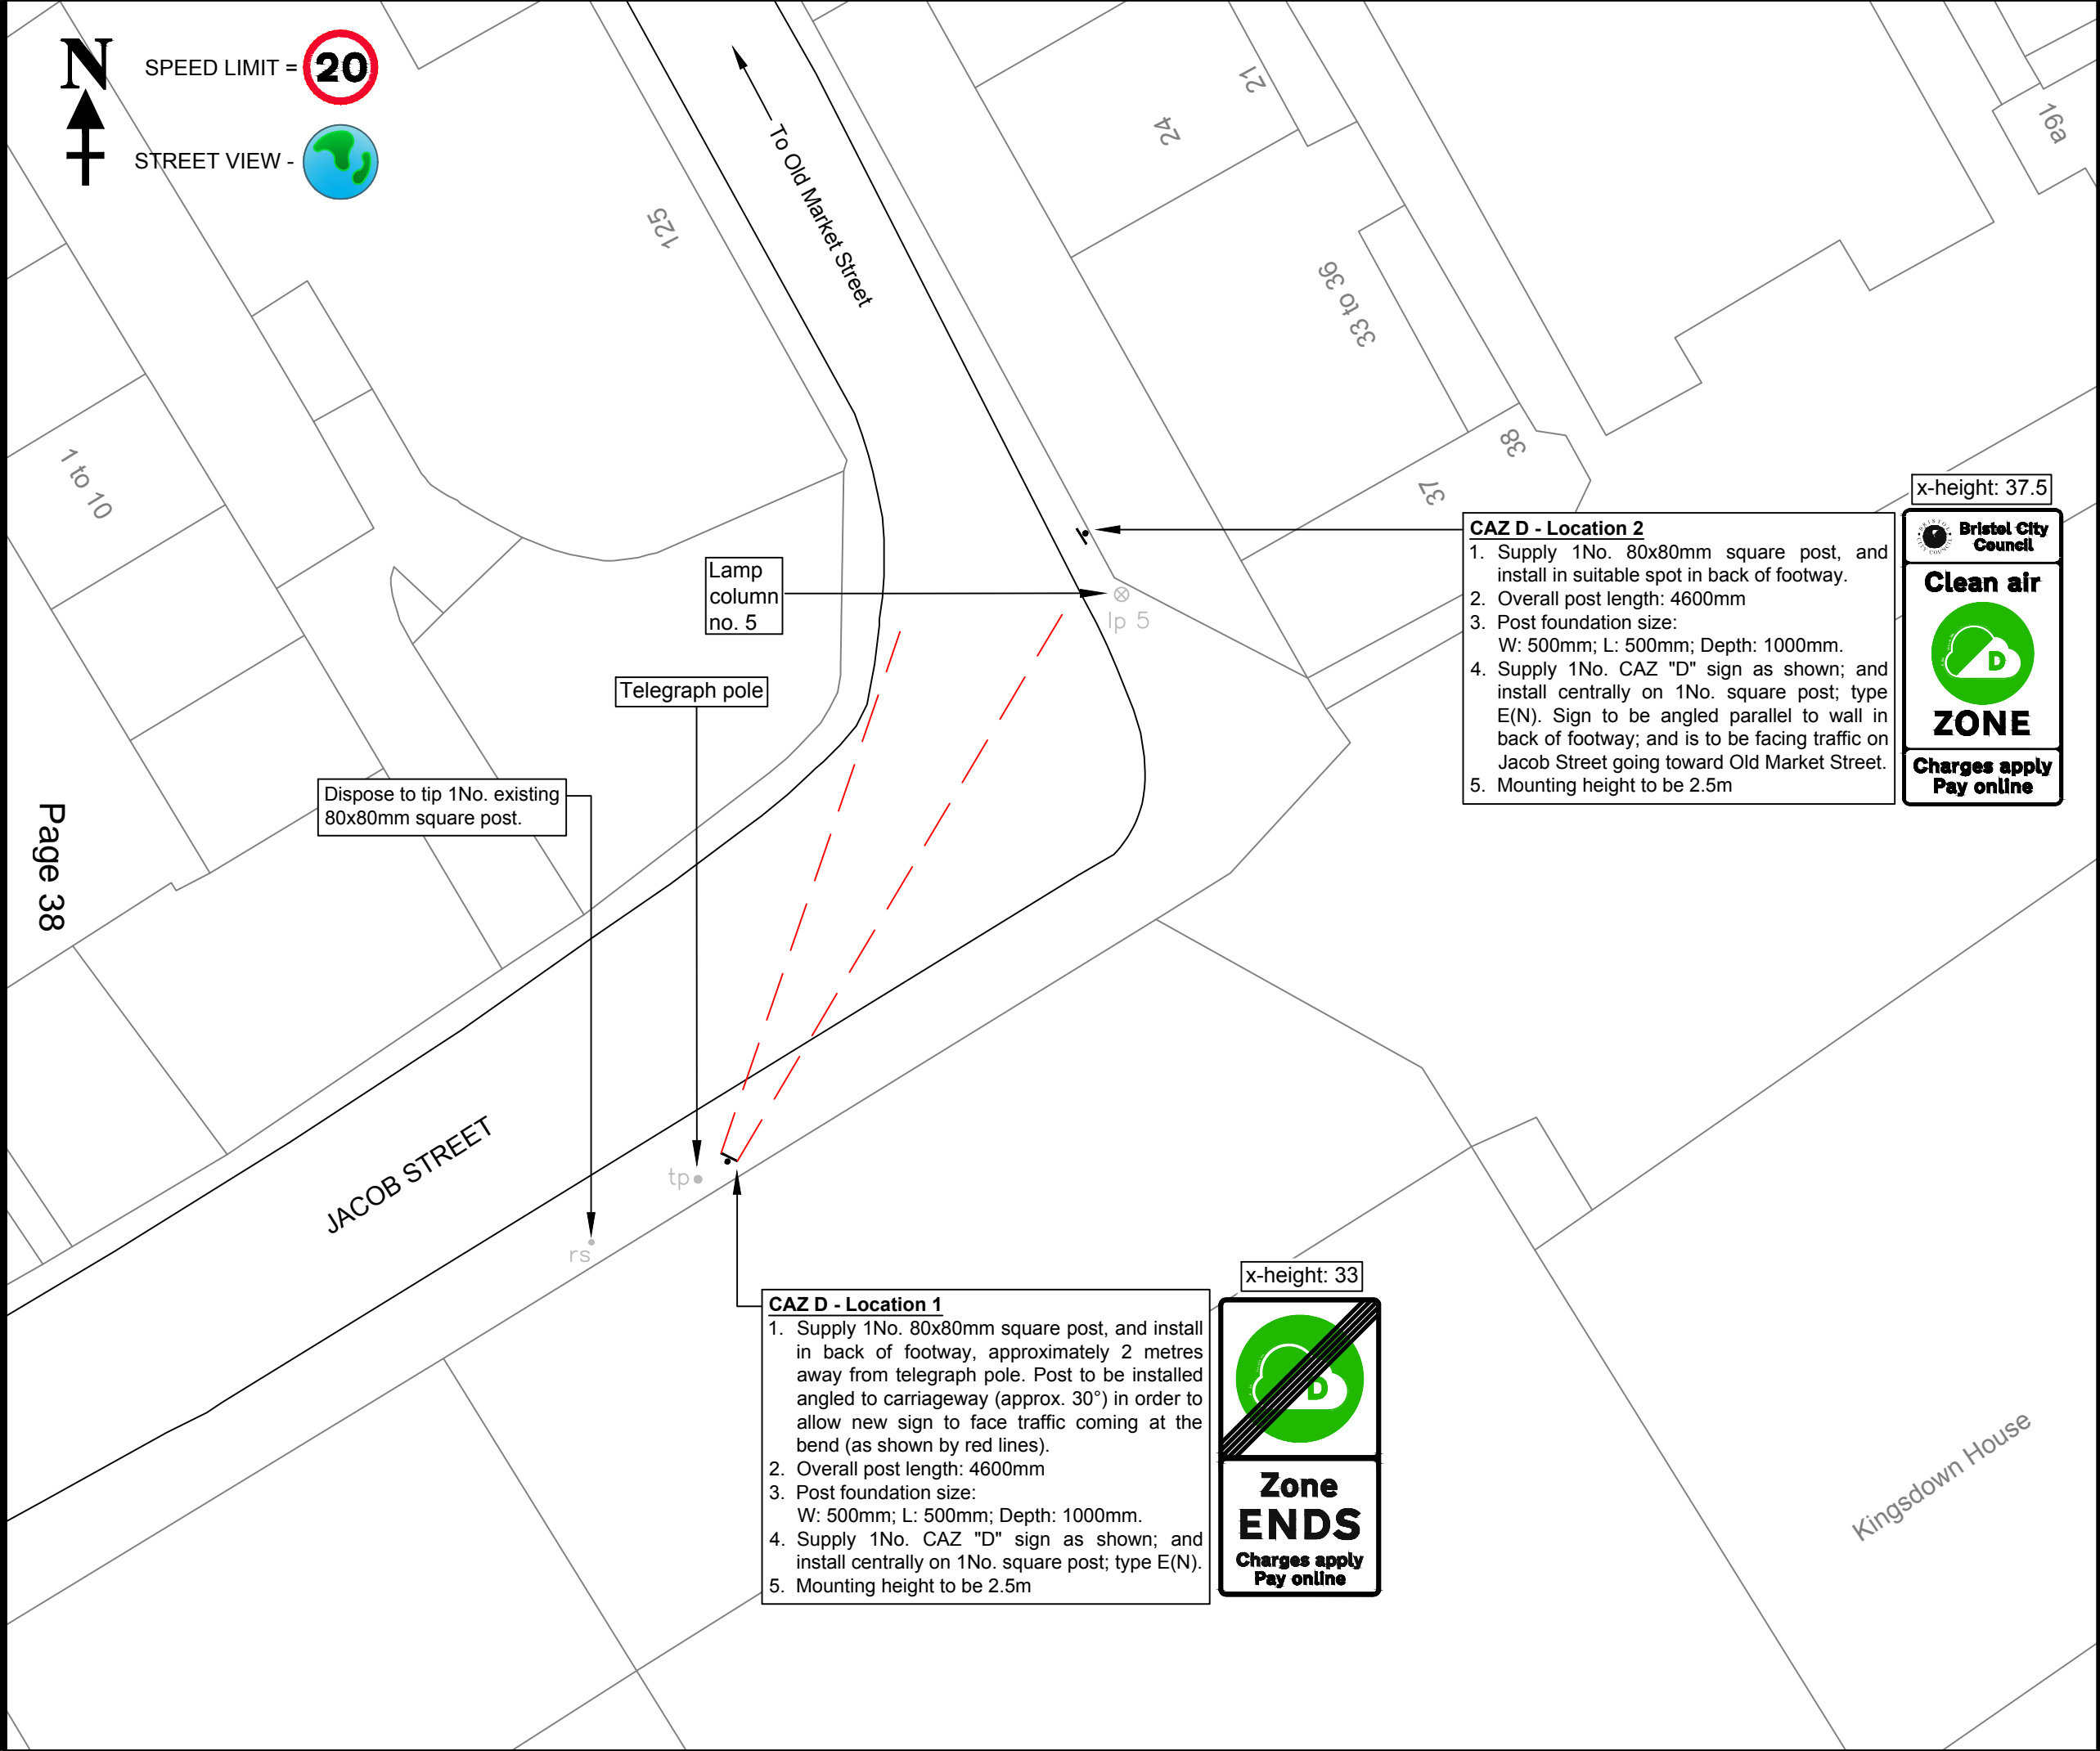 N
SPEED LIMIT = 20
STREET VIEW -
To Old Market Street
125
21
24
16a
33 to 36
38
37
1 to 10
x-height: 37.5
CAZ D - Location 2
1. Supply 1No. 80x80mm square post, and
install in suitable spot in back of footway.
2. Overall post length: 4600mm
3. Post foundation size:
W: 500mm; L: 500mm; Depth: 1000mm.
4. Supply 1No. CAZ "D" sign as shown; and
install centrally on 1No. square post; type
E(N). Sign to be angled parallel to wall in
back of footway; and is to be facing traffic on
Jacob Street going toward Old Market Street.
5. Mounting height to be 2.5m
BRISTOL
CITY COUNCIL
Bristol City
Council
Clean air
D
ZONE
Charges apply
Pay online
Lamp
column
no. 5
lp 5
Telegraph pole
Dispose to tip 1No. existing
80x80mm square post.
Page 38
JACOB STREET
tp
rs
x-height: 33
CAZ D - Location 1
1. Supply 1No. 80x80mm square post, and install
in back of footway, approximately 2 metres
away from telegraph pole. Post to be installed
angled to carriageway (approx. 30°) in order to
allow new sign to face traffic coming at the
bend (as shown by red lines).
2. Overall post length: 4600mm
3. Post foundation size:
W: 500mm; L: 500mm; Depth: 1000mm.
4. Supply 1No. CAZ "D" sign as shown; and
install centrally on 1No. square post; type E(N).
5. Mounting height to be 2.5m
D
Zone
ENDS
Charges apply
Pay online
Kingsdown House